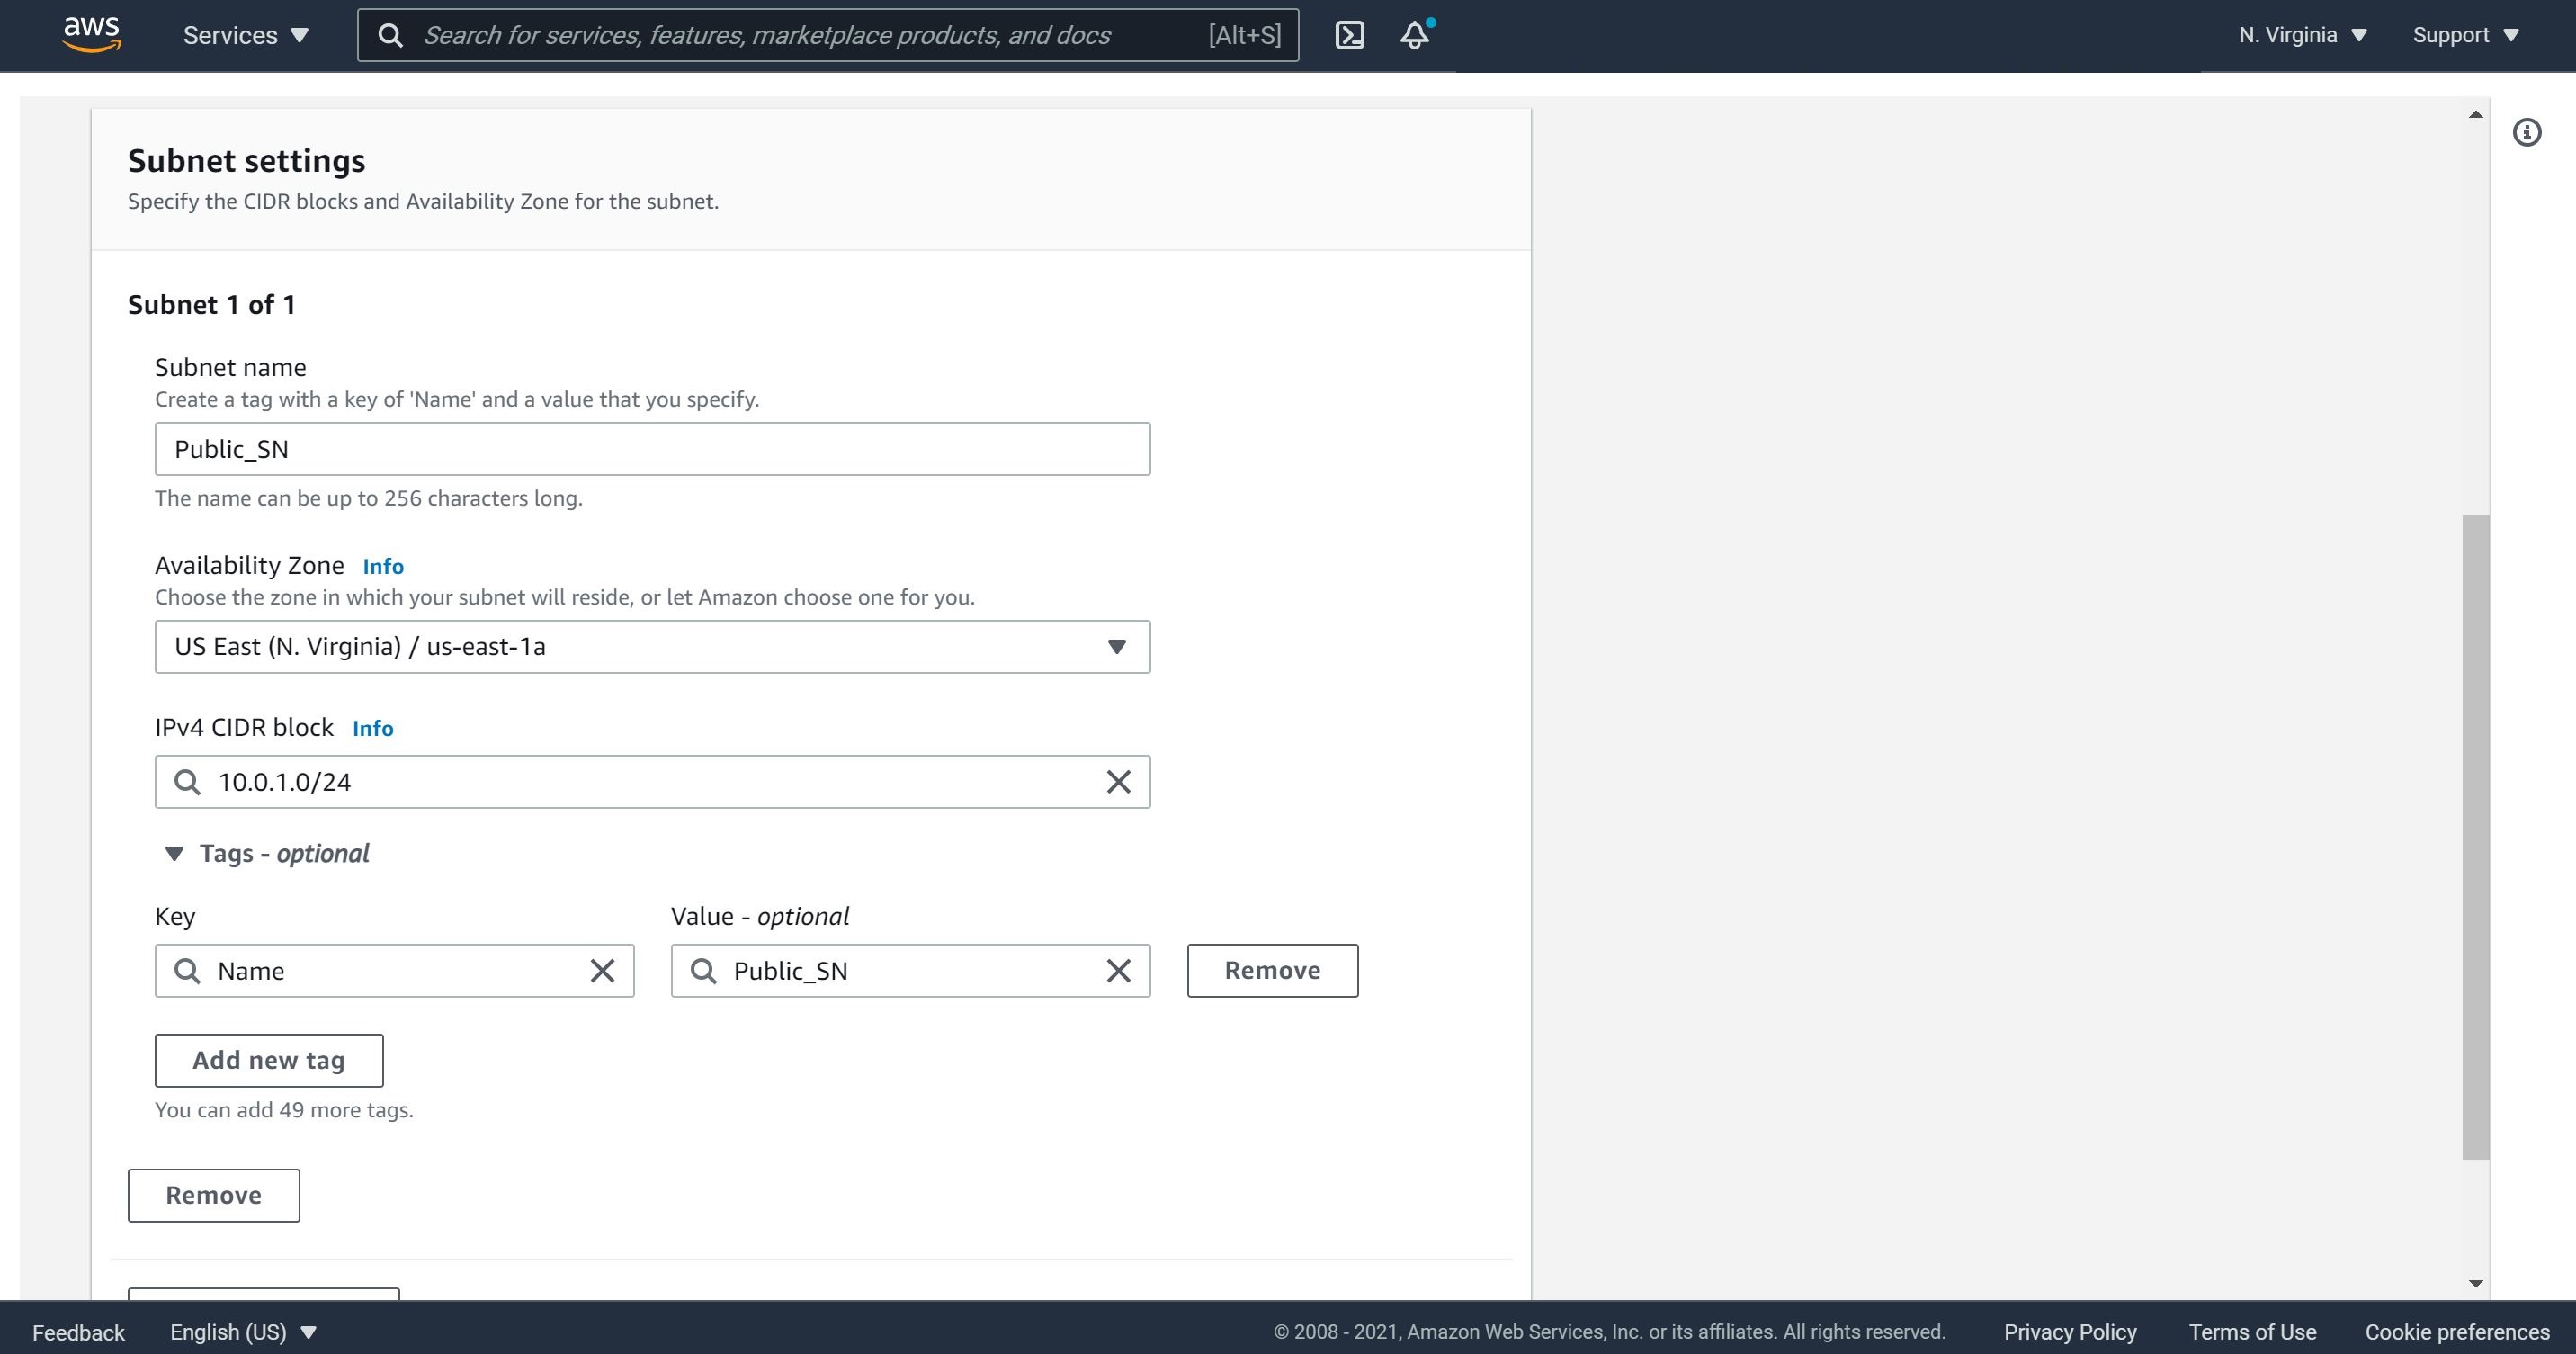 aws Services Search for services, features, marketplace products, and docs [Alt+S] N. Virginia Support
Subnet settings
Specify the CIDR blocks and Availability Zone for the subnet.
Subnet 1 of 1
Subnet name
Create a tag with a key of 'Name' and a value that you specify.
Public_SN
The name can be up to 256 characters long.
Availability Zone Info
Choose the zone in which your subnet will reside, or let Amazon choose one for you.
US East (N. Virginia) / us-east-1a
IPv4 CIDR block Info
10.0.1.0/24
Tags - optional
Key Value - optional
Name Public_SN Remove
Add new tag
You can add 49 more tags.
Remove
Feedback English (US) © 2008 - 2021, Amazon Web Services, Inc. or its affiliates. All rights reserved. Privacy Policy Terms of Use Cookie preferences